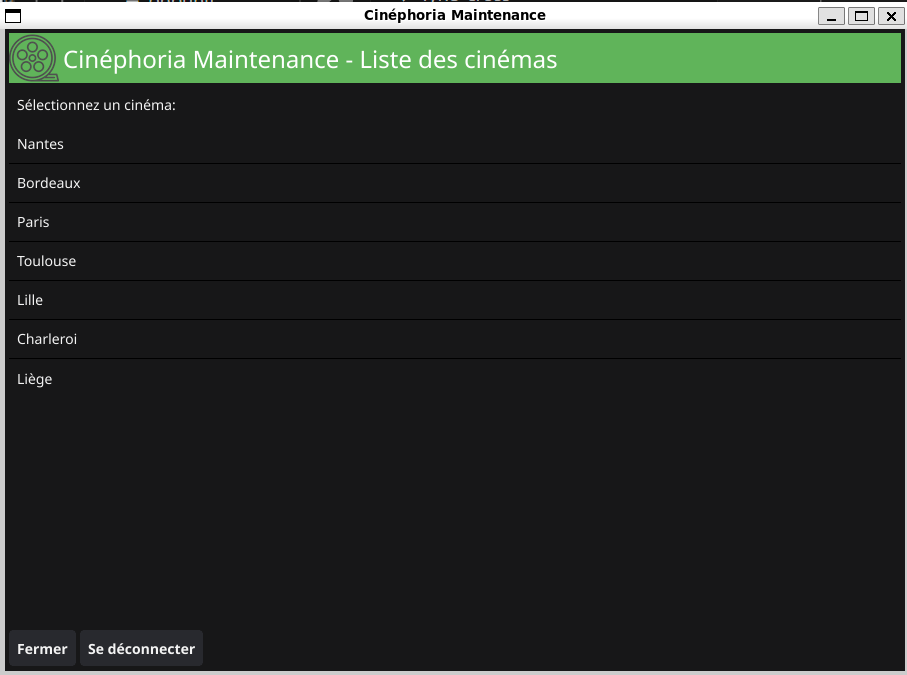 Cinéphoria Maintenance
Cinéphoria Maintenance - Liste des cinémas
Sélectionnez un cinéma:
Nantes
Bordeaux
Paris
Toulouse
Lille
Charleroi
Liège
Fermer Se déconnecter